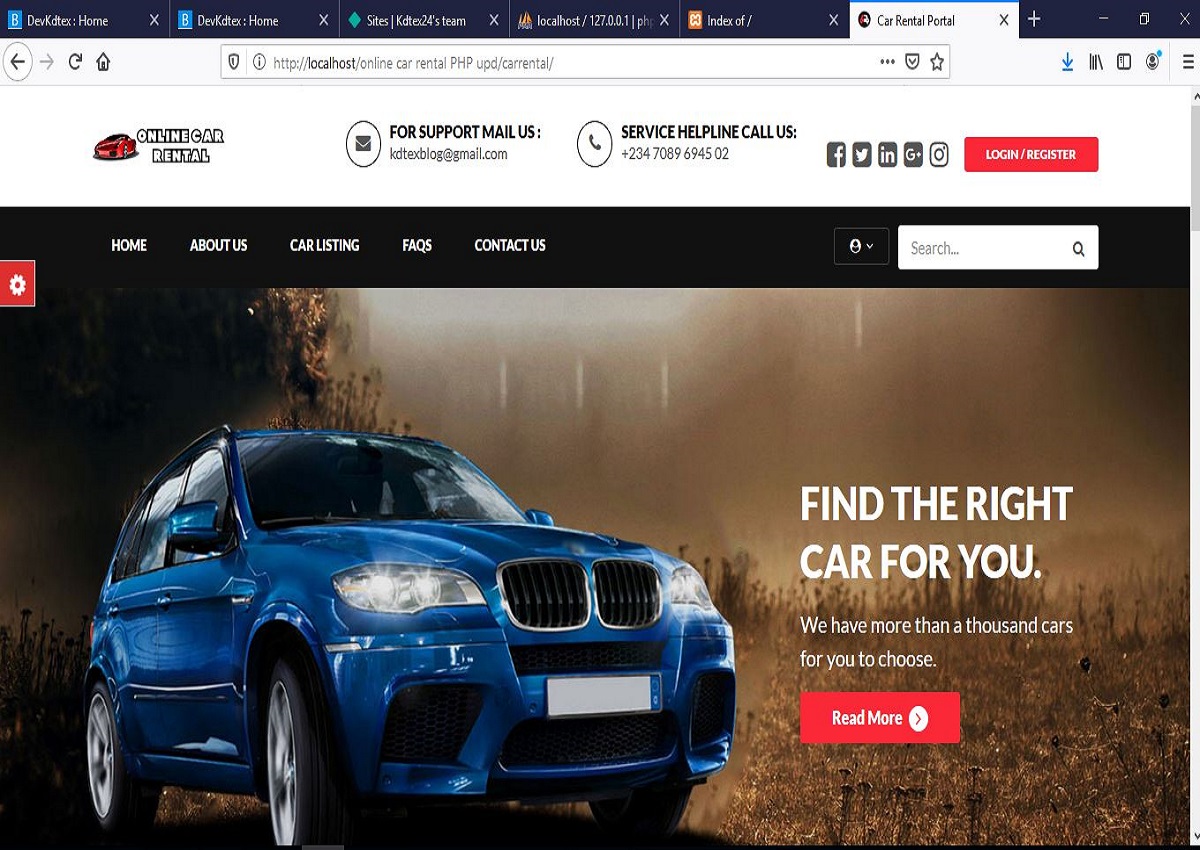 DevKdtex : Home
DevKdtex : Home
Sites | Kdtex24's team
localhost / 127.0.0.1 | php
Index of /
Car Rental Portal
http://localhost/online car rental PHP upd/carrental/
ONLINE CAR
RENTAL
FOR SUPPORT MAIL US :
kdtexblog@gmail.com
SERVICE HELPLINE CALL US:
+234 7089 6945 02
LOGIN / REGISTER
HOME
ABOUT US
CAR LISTING
FAQS
CONTACT US
Search...
FIND THE RIGHT
CAR FOR YOU.
We have more than a thousand cars
for you to choose.
Read More